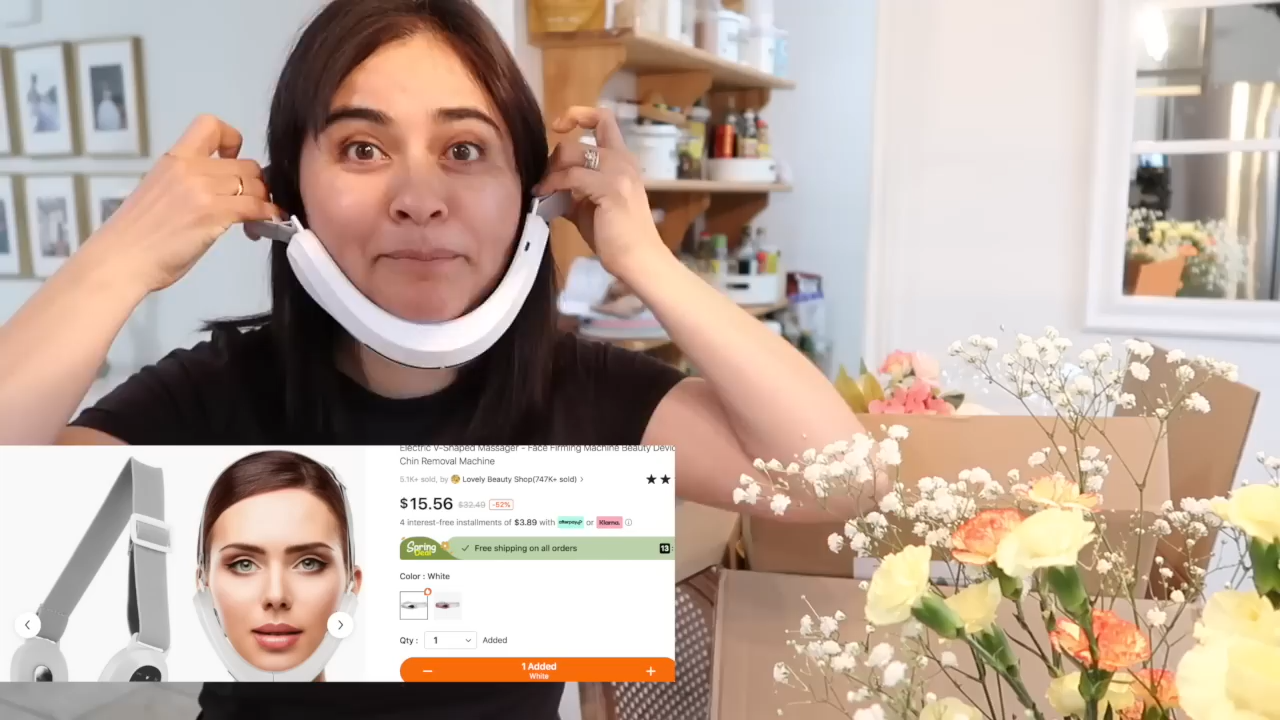 Electric V-Shaped Massager - Face Firming Machine Beauty Devic
Chin Removal Machine
5.1K+ sold, by Lovely Beauty Shop(747K+ sold) >
$15.56 $32.49 -52%
4 interest-free installments of $3.89 with afterpay or Klarna.
Spring Deal
Free shipping on all orders
13 :
Color : White
Qty : 1 Added
− 1 Added +
White